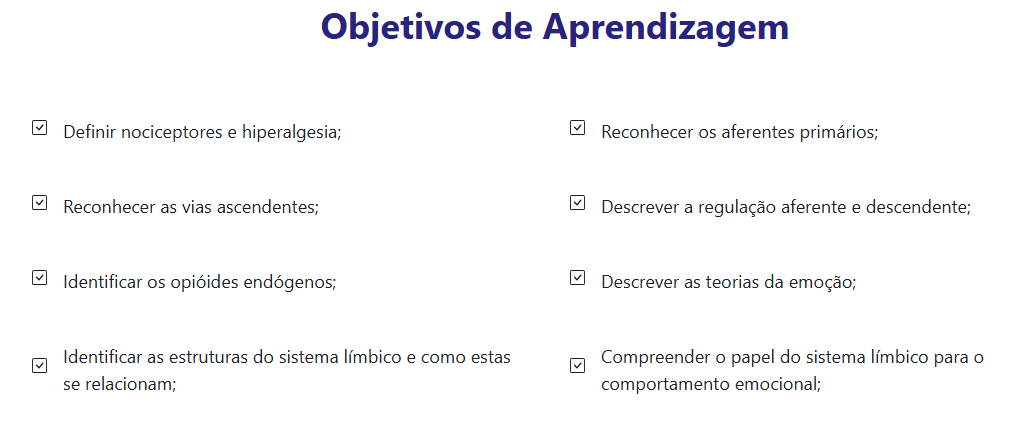 Objetivos de Aprendizagem
Definir nociceptores e hiperalgesia;
Reconhecer os aferentes primários;
Reconhecer as vias ascendentes;
Descrever a regulação aferente e descendente;
Identificar os opióides endógenos;
Descrever as teorias da emoção;
Identificar as estruturas do sistema límbico e como estas
se relacionam;
Compreender o papel do sistema límbico para o
comportamento emocional;